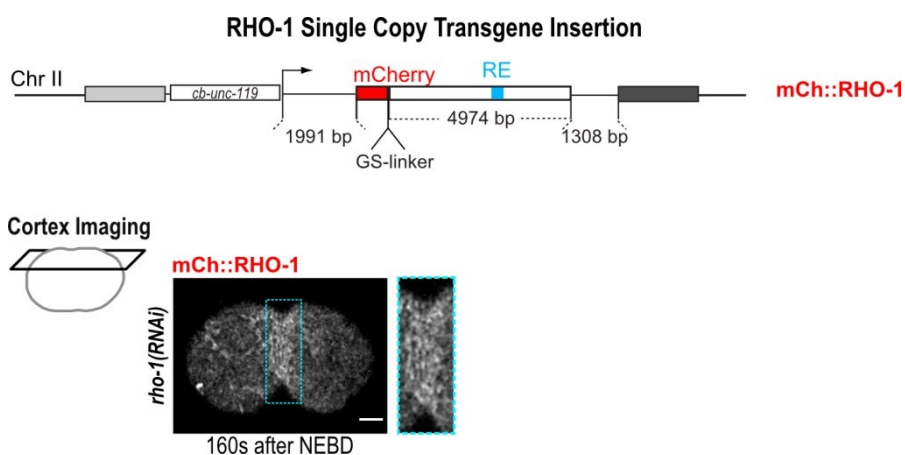 RHO-1 Single Copy Transgene Insertion
Chr II
cb-unc-119
mCherry
RE
mCh::RHO-1
1991 bp
4974 bp
1308 bp
GS-linker
Cortex Imaging
mCh::RHO-1
rho-1(RNAi)
160s after NEBD